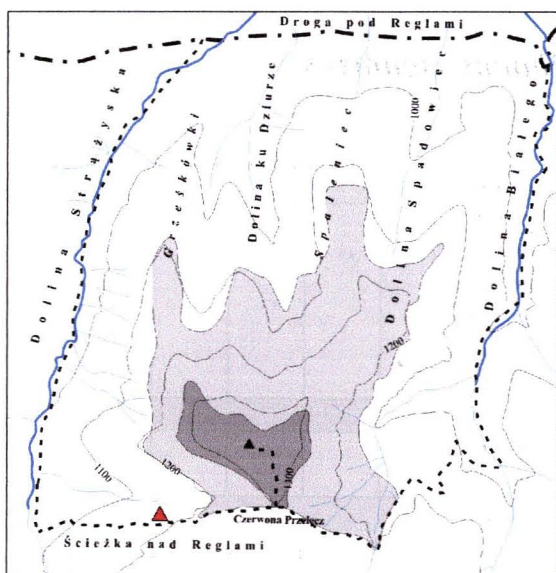 Droga pod Reglami
Dolina Strążyska
Grześkówki
Dolina ku Dziurze
Spaleniec
Dolina Spadowiec
Dolina Białego
1000
1200
1100
1200
1300
Czerwona Przełęcz
Ścieżka nad Reglami